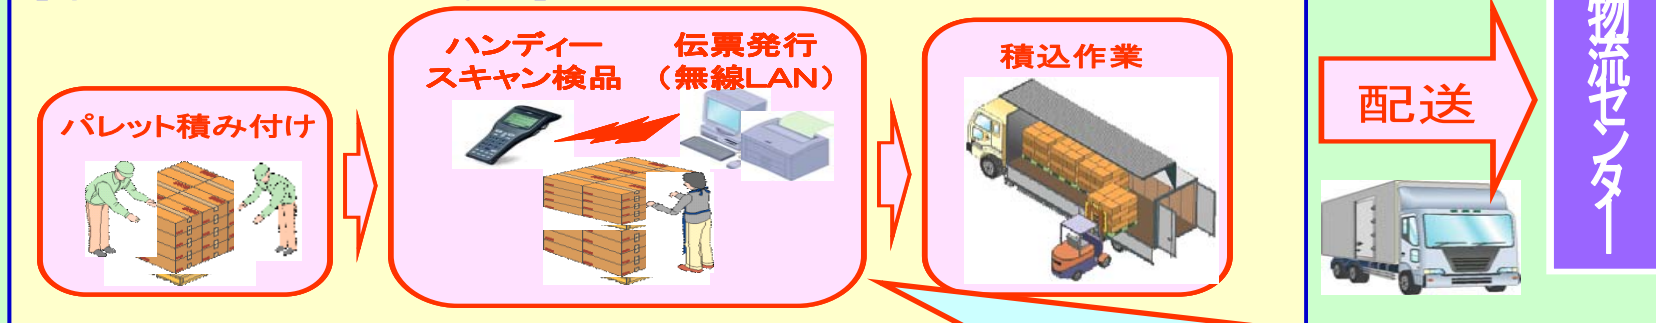 パレット積み付け
ハンディー
スキャン検品
伝票発行
（無線LAN）
積込作業
配送
物流センター